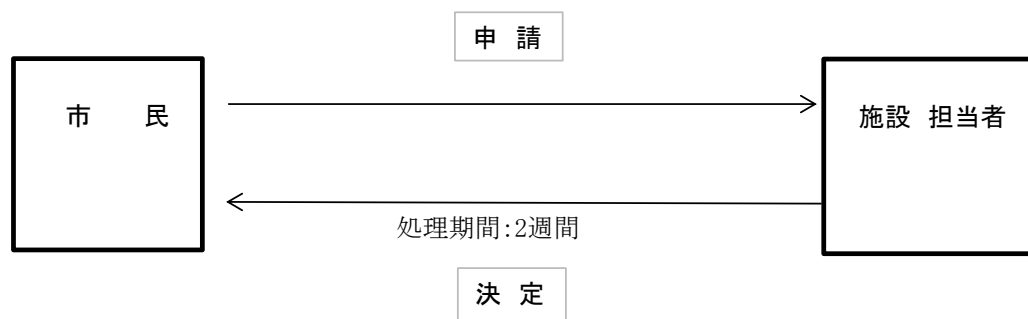 申 請
市 民
施設 担当者
処理期間:2週間
決 定